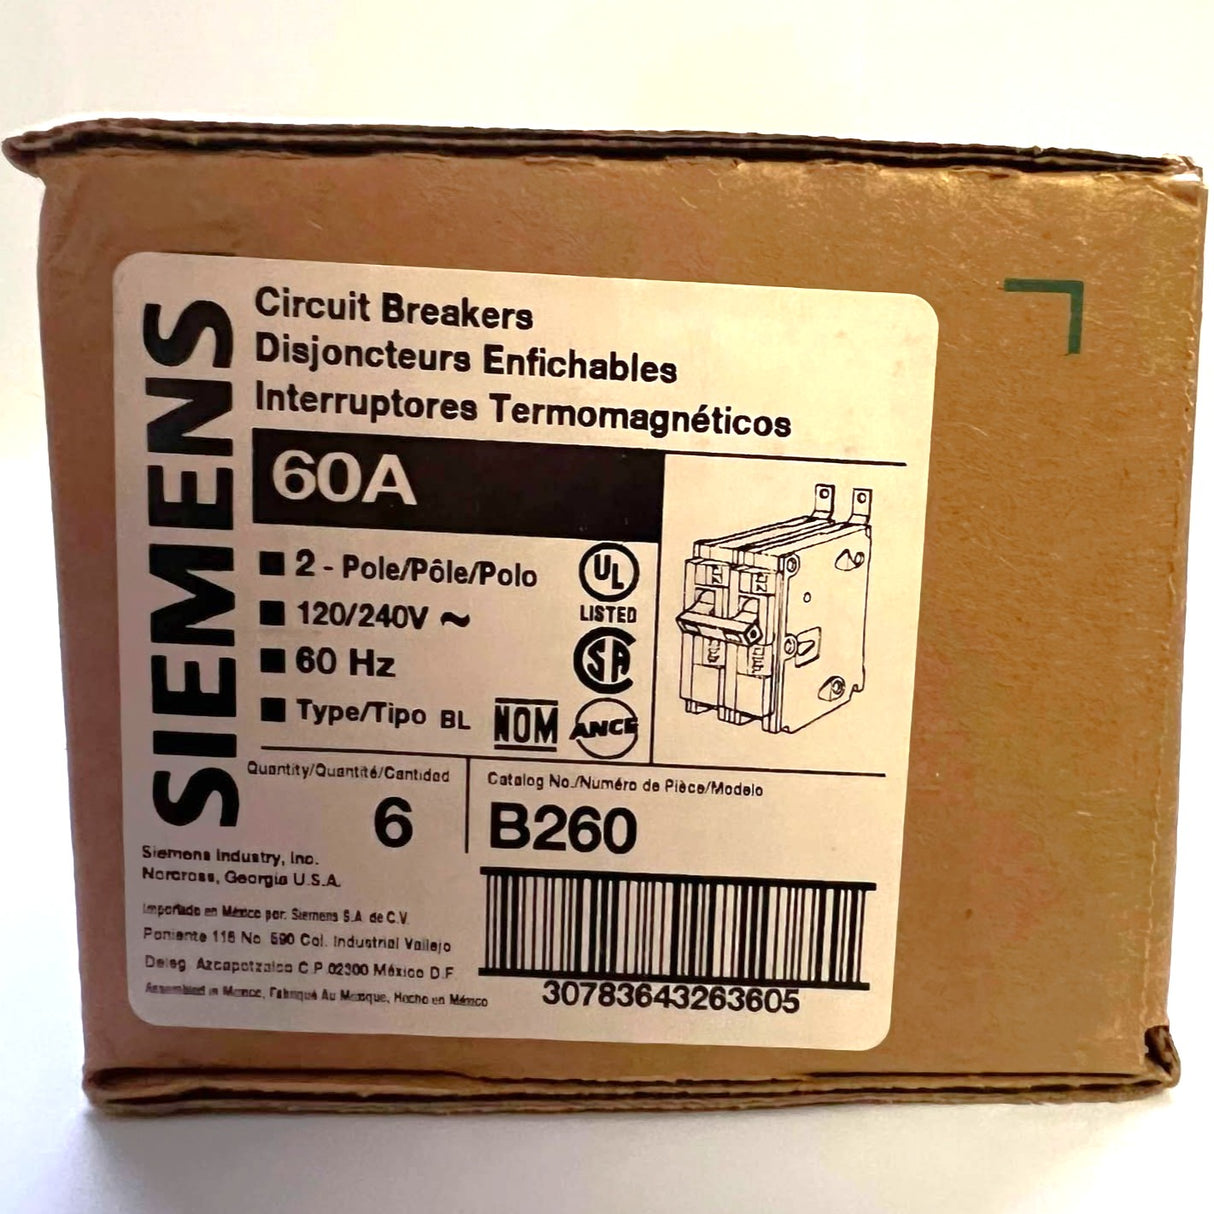 SIEMENS
Circuit Breakers
Disjoncteurs Enfichables
Interruptores Termomagnéticos
60A
2 - Pole/Pôle/Polo
120/240V ~
60 Hz
Type/Tipo BL
UL
LISTED
SA
NOM
ANCE
Quantity/Quantité/Cantidad
6
Catalog No./Numéro de Pièce/Modelo
B260
Siemens Industry, Inc.
Norcross, Georgia U.S.A.
Importado en México por: Siemens S.A. de C.V.
Poniente 116 No. 590 Col. Industrial Vallejo
Deleg. Azcapotzalco C.P. 02300 México D.F.
Assembled in Mexico, Fabriqué Au Mexique, Hecho en México
30783643263605